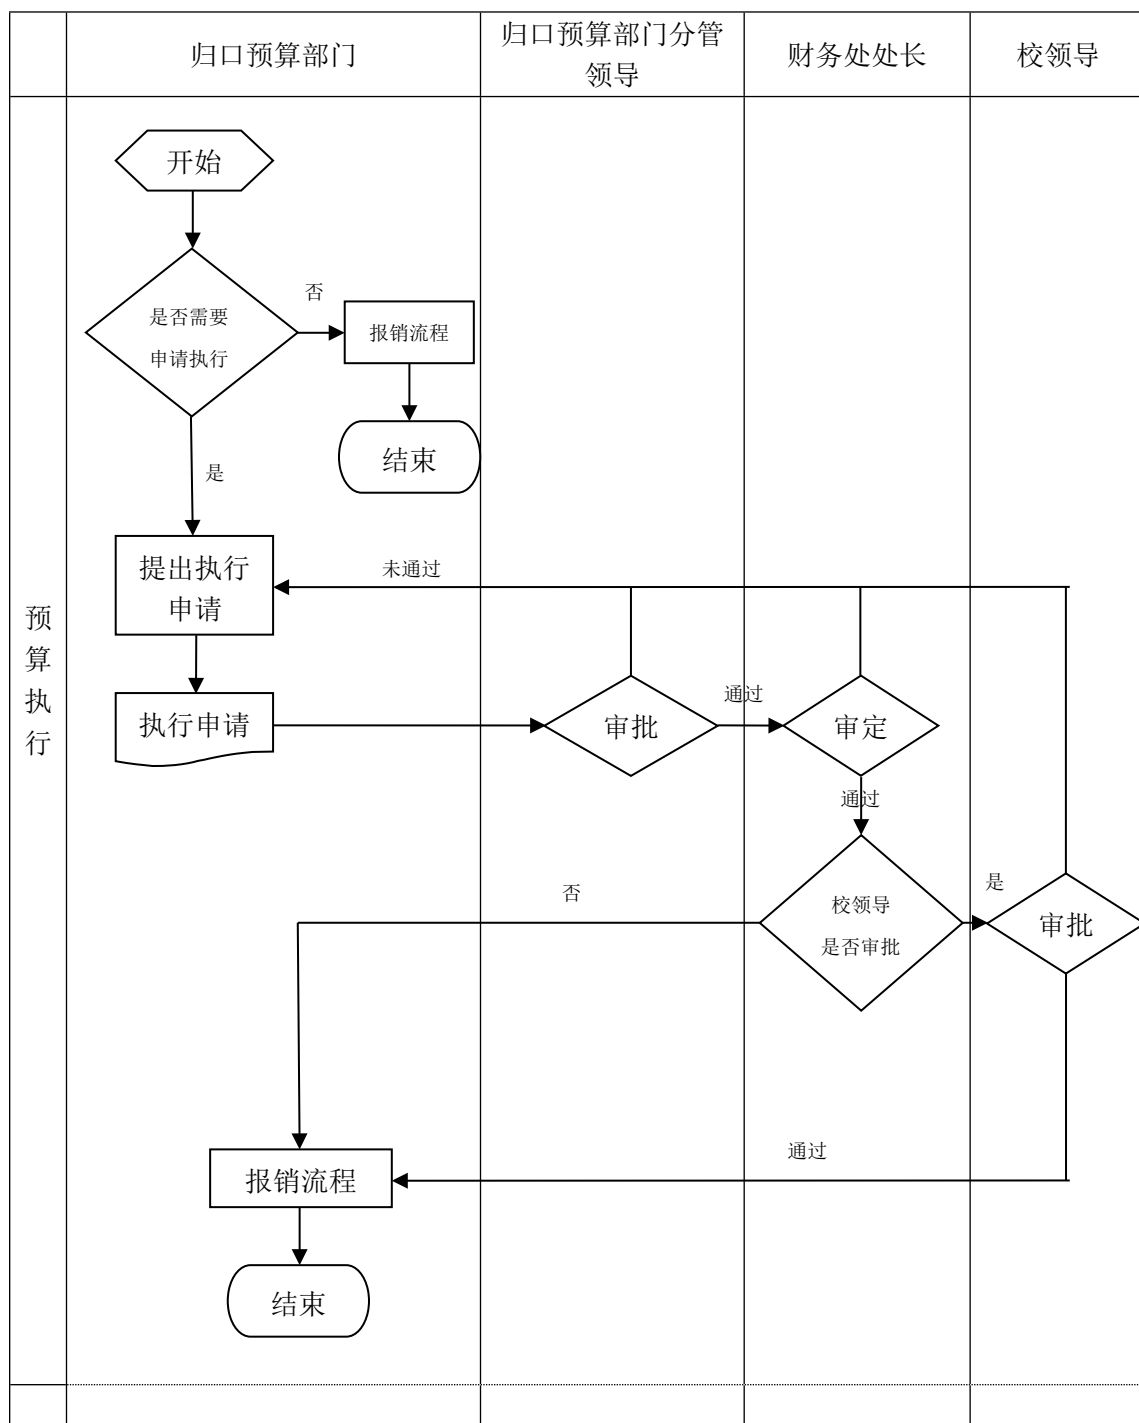 归口预算部门
归口预算部门分管
领导
财务处处长
校领导
预
算
执
行
开始
是否需要
申请执行
否
报销流程
结束
是
提出执行
申请
未通过
执行申请
审批
通过
审定
通过
校领导
是否审批
否
是
审批
通过
报销流程
结束